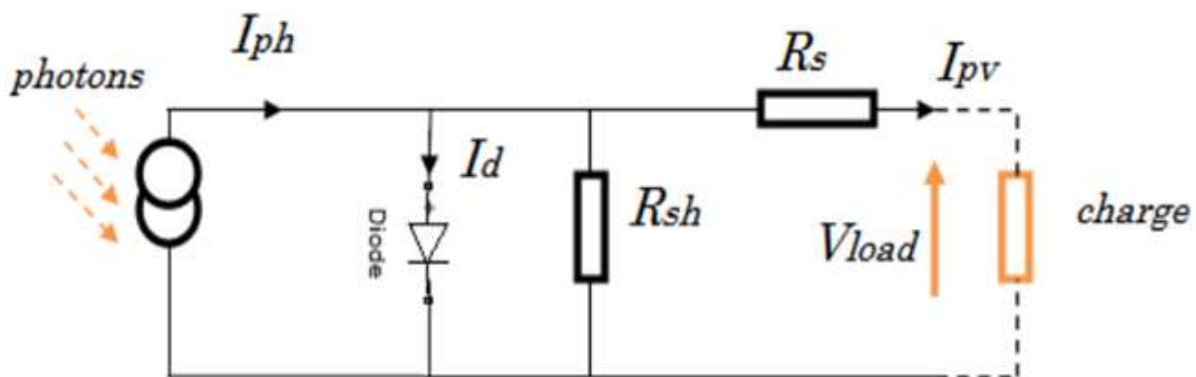 Iph
photons
Rs
Ipv
Id
Diode
Rsh
Vload
charge